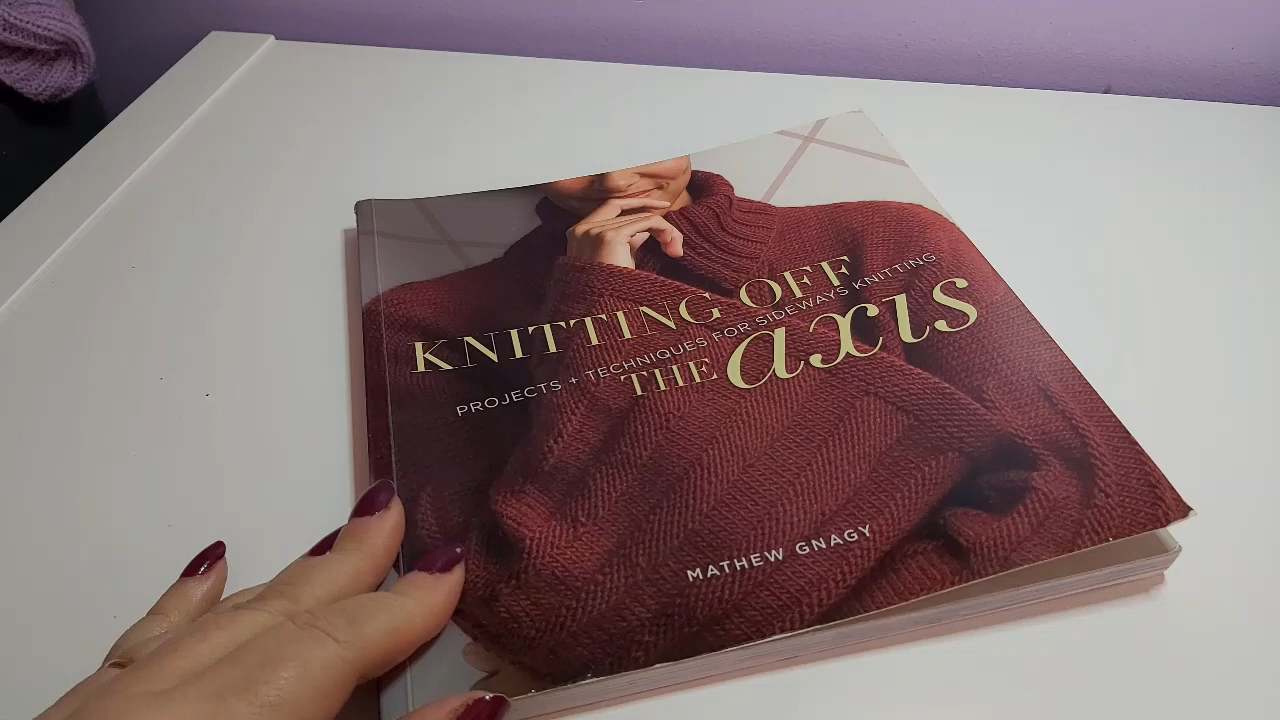 KNITTING OFF
PROJECTS + TECHNIQUES FOR SIDEWAYS KNITTING
THE axis
MATHEW GNAGY